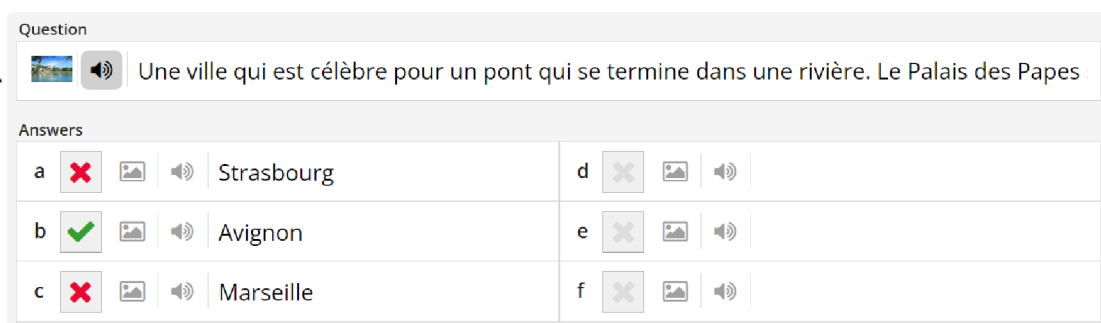 Question
Une ville qui est célèbre pour un pont qui se termine dans une rivière. Le Palais des Papes
Answers
a Strasbourg
d
b Avignon
e
c Marseille
f